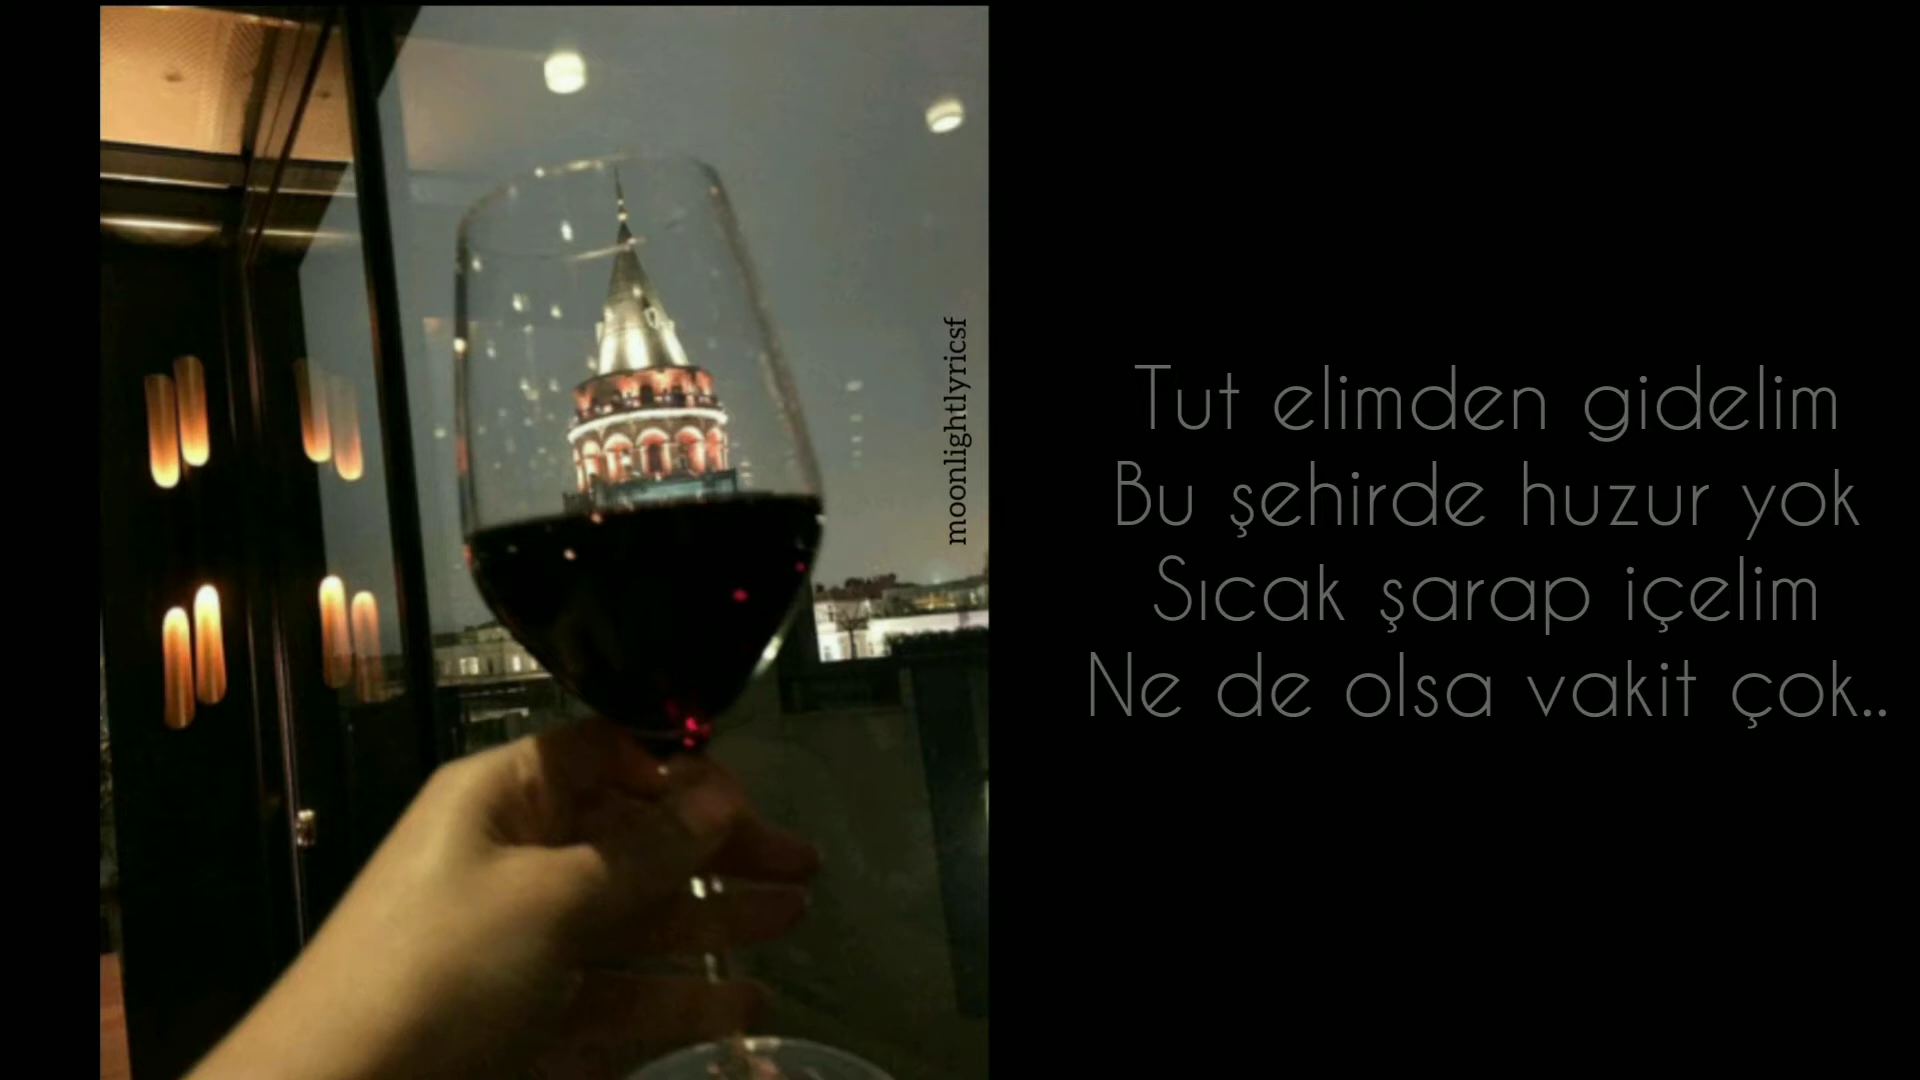 moonlightlyricsf
Tut elimden gidelim
Bu şehirde huzur yok
Sıcak şarap içelim
Ne de olsa vakit çok..